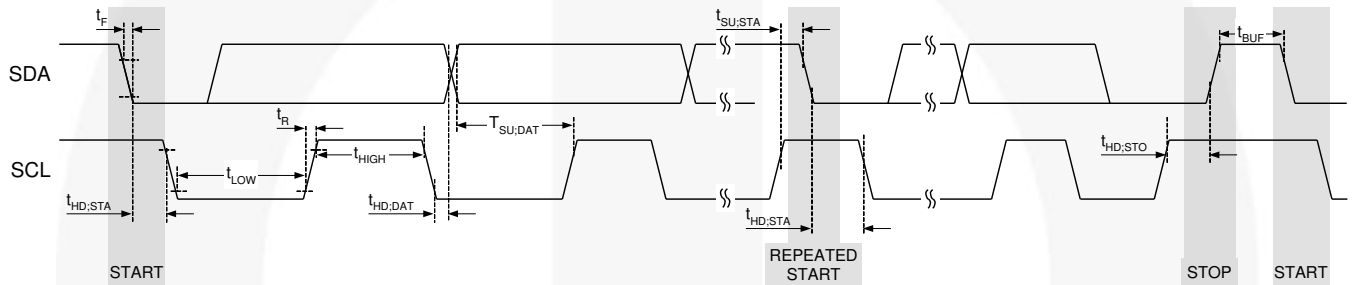 tF
tSU;STA
tBUF
SDA
tR
TSU;DAT
tHIGH
tHD;STO
SCL
tLOW
tHD;STA
tHD;DAT
tHD;STA
START
REPEATED
START
STOP
START